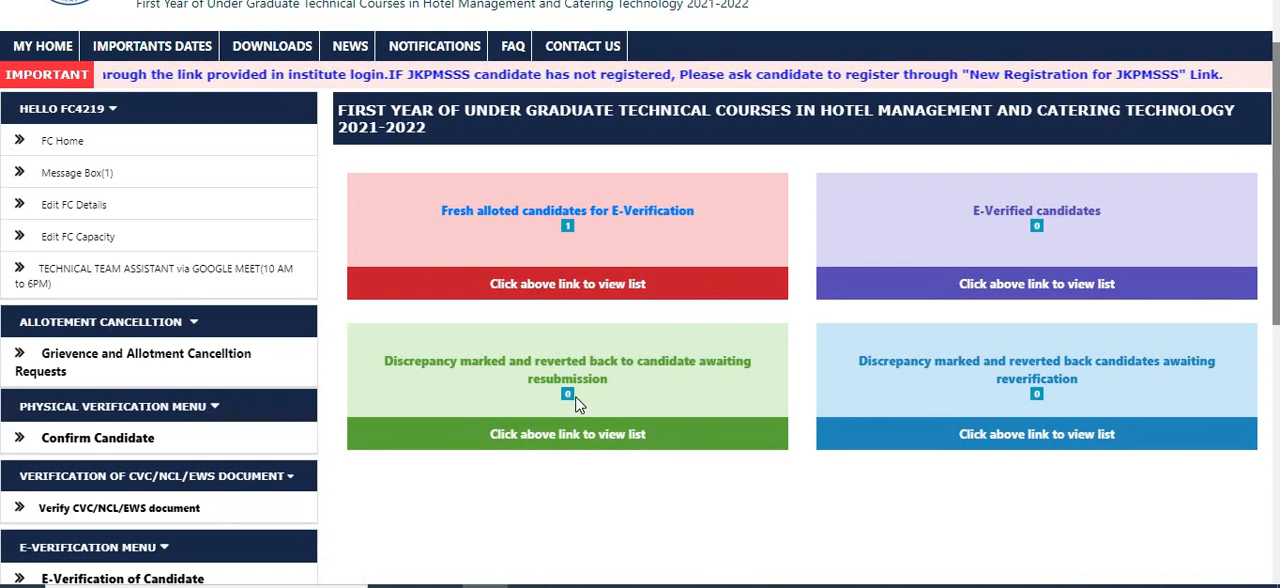 First Year of Under Graduate Technical Courses in Hotel Management and Catering Technology 2021-2022
MY HOME IMPORTANTS DATES DOWNLOADS NEWS NOTIFICATIONS FAQ CONTACT US
IMPORTANT rough the link provided in institute login.IF JKPMSSS candidate has not registered, Please ask candidate to register through "New Registration for JKPMSSS" Link.
HELLO FC4219
FC Home
Message Box(1)
Edit FC Details
Edit FC Capacity
TECHNICAL TEAM ASSISTANT via GOOGLE MEET(10 AM
to 6PM)
ALLOTEMENT CANCELLTION
Grievence and Allotment Cancelltion
Requests
PHYSICAL VERIFICATION MENU
Confirm Candidate
VERIFICATION OF CVC/NCL/EWS DOCUMENT
Verify CVC/NCL/EWS document
E-VERIFICATION MENU
E-Verification of Candidate
FIRST YEAR OF UNDER GRADUATE TECHNICAL COURSES IN HOTEL MANAGEMENT AND CATERING TECHNOLOGY
2021-2022
Fresh alloted candidates for E-Verification
1
Click above link to view list
E-Verified candidates
0
Click above link to view list
Discrepancy marked and reverted back to candidate awaiting
resubmission
0
Click above link to view list
Discrepancy marked and reverted back candidates awaiting
reverification
0
Click above link to view list